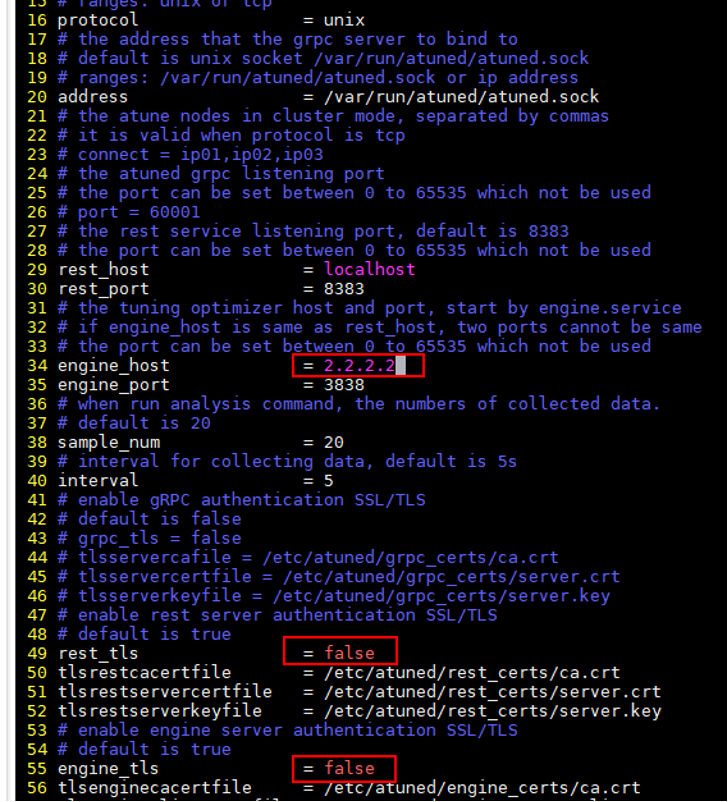 15 # ranges: unix or tcp
16 protocol = unix
17 # the address that the grpc server to bind to
18 # default is unix socket /var/run/atuned/atuned.sock
19 # ranges: /var/run/atuned/atuned.sock or ip address
20 address = /var/run/atuned/atuned.sock
21 # the atune nodes in cluster mode, separated by commas
22 # it is valid when protocol is tcp
23 # connect = ip01,ip02,ip03
24 # the atuned grpc listening port
25 # the port can be set between 0 to 65535 which not be used
26 # port = 60001
27 # the rest service listening port, default is 8383
28 # the port can be set between 0 to 65535 which not be used
29 rest_host = localhost
30 rest_port = 8383
31 # the tuning optimizer host and port, start by engine.service
32 # if engine_host is same as rest_host, two ports cannot be same
33 # the port can be set between 0 to 65535 which not be used
34 engine_host = 2.2.2.2
35 engine_port = 3838
36 # when run analysis command, the numbers of collected data.
37 # default is 20
38 sample_num = 20
39 # interval for collecting data, default is 5s
40 interval = 5
41 # enable gRPC authentication SSL/TLS
42 # default is false
43 # grpc_tls = false
44 # tlsservercafile = /etc/atuned/grpc_certs/ca.crt
45 # tlsservercertfile = /etc/atuned/grpc_certs/server.crt
46 # tlsserverkeyfile = /etc/atuned/grpc_certs/server.key
47 # enable rest server authentication SSL/TLS
48 # default is true
49 rest_tls = false
50 tlsrestcacertfile = /etc/atuned/rest_certs/ca.crt
51 tlsrestservercertfile = /etc/atuned/rest_certs/server.crt
52 tlsrestserverkeyfile = /etc/atuned/rest_certs/server.key
53 # enable engine server authentication SSL/TLS
54 # default is true
55 engine_tls = false
56 tlsenginecacertfile = /etc/atuned/engine_certs/ca.crt